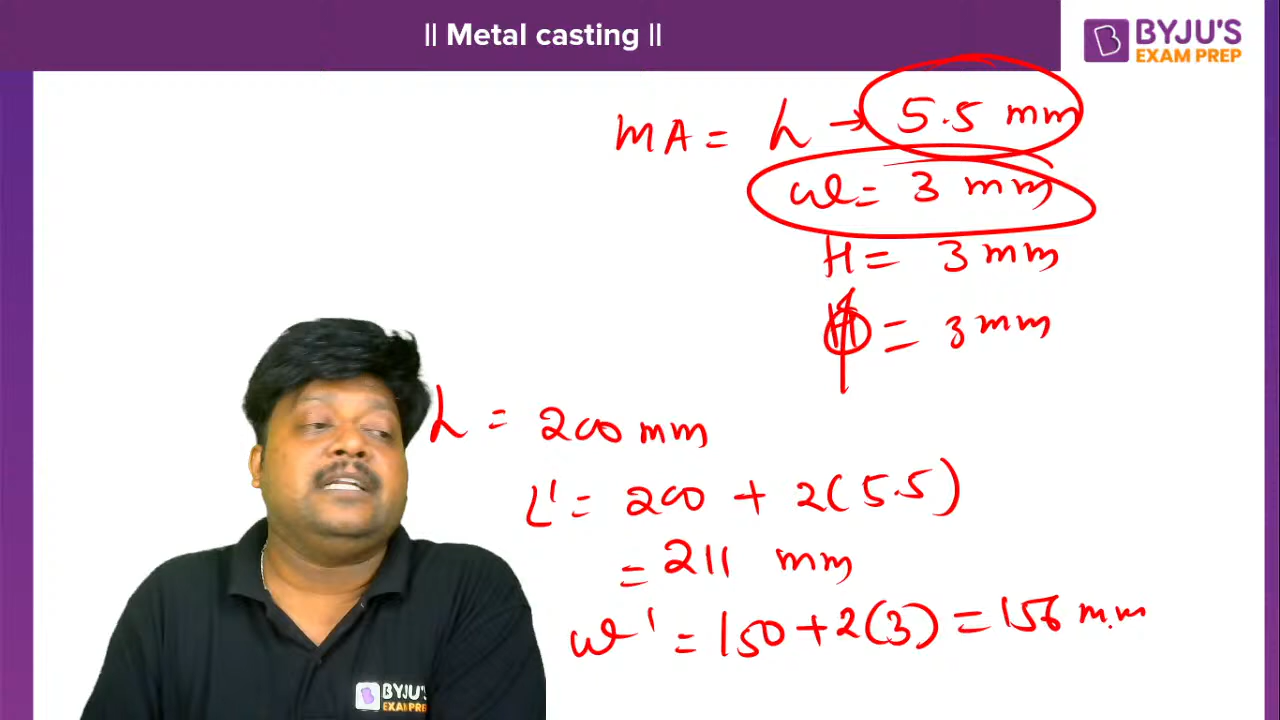 || Metal casting ||
BYJU'S
EXAM PREP
MA = L → 5.5 mm
W = 3 mm
H = 3 mm
= 3 mm
L = 200 mm
L' = 200 + 2(5.5)
= 211 mm
W' = 150 + 2(3) = 156 mm
BYJU'S
EXAM PREP